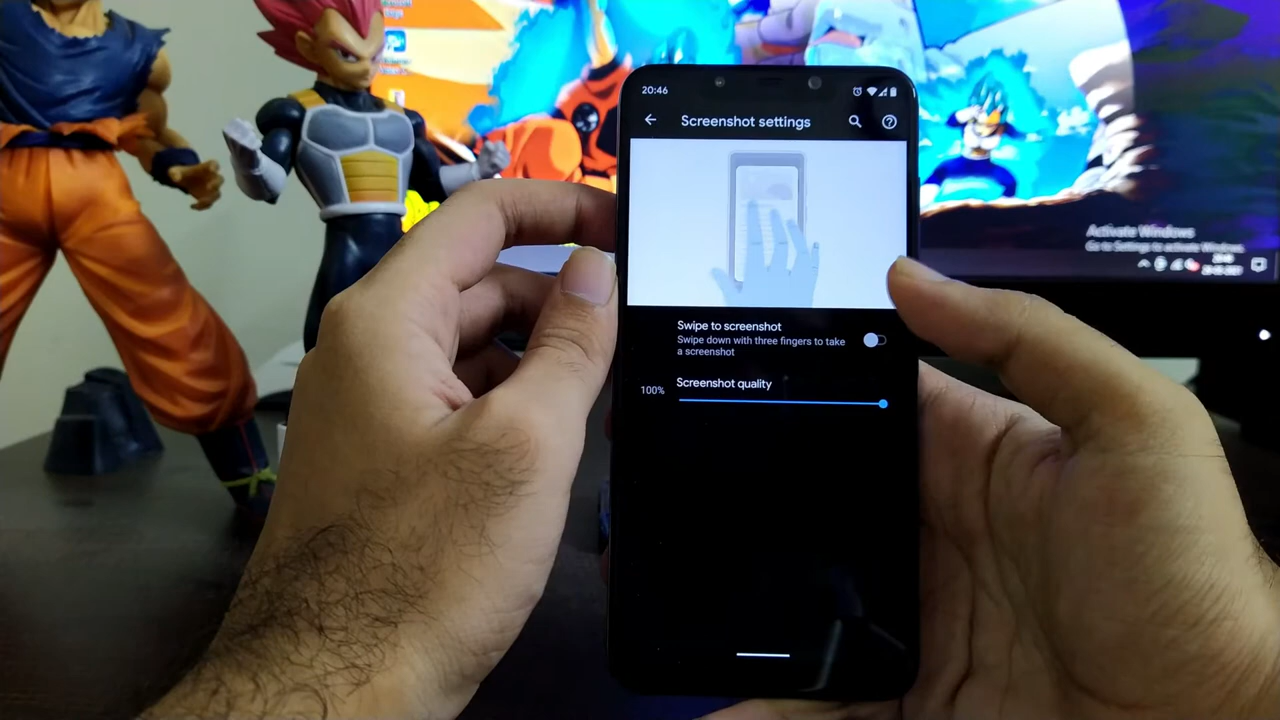 20:46
Screenshot settings
Swipe to screenshot
Swipe down with three fingers to take
a screenshot
100%
Screenshot quality
Activate Windows
Go to Settings to activate Windows.